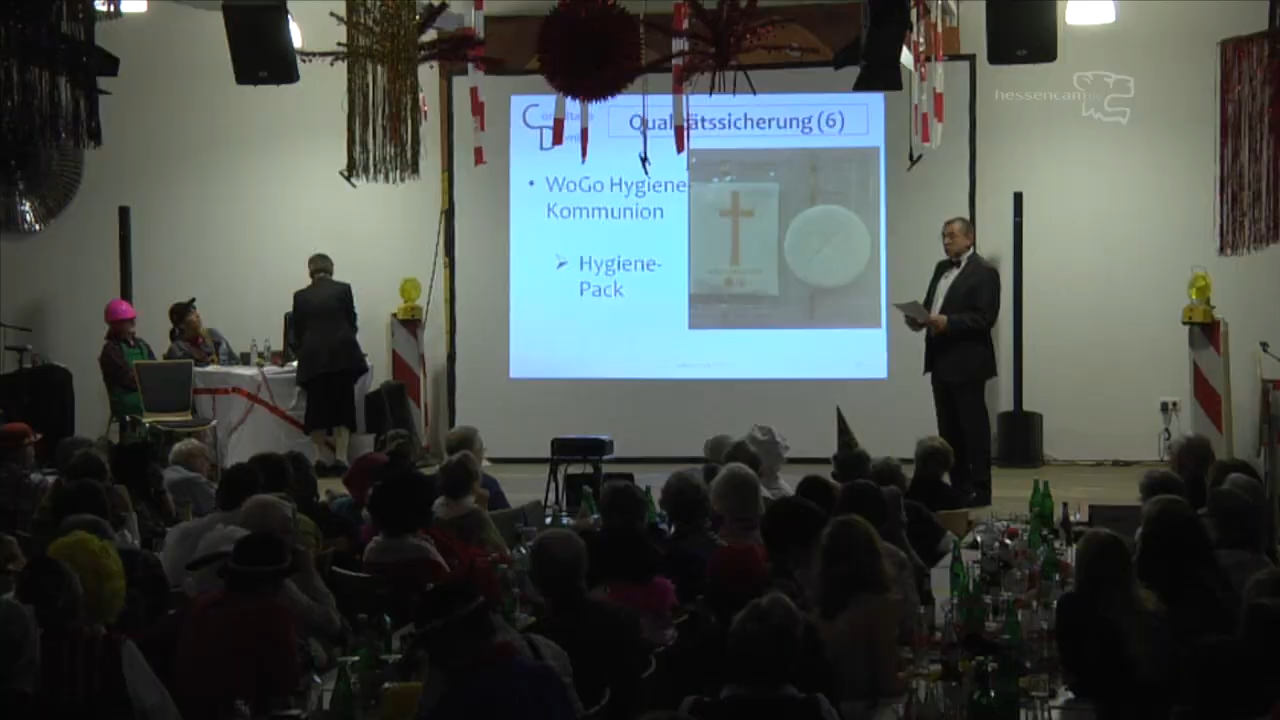 hessencam
Qualitätssicherung (6)
• WoGo Hygiene-
Kommunion
➢ Hygiene-
Pack